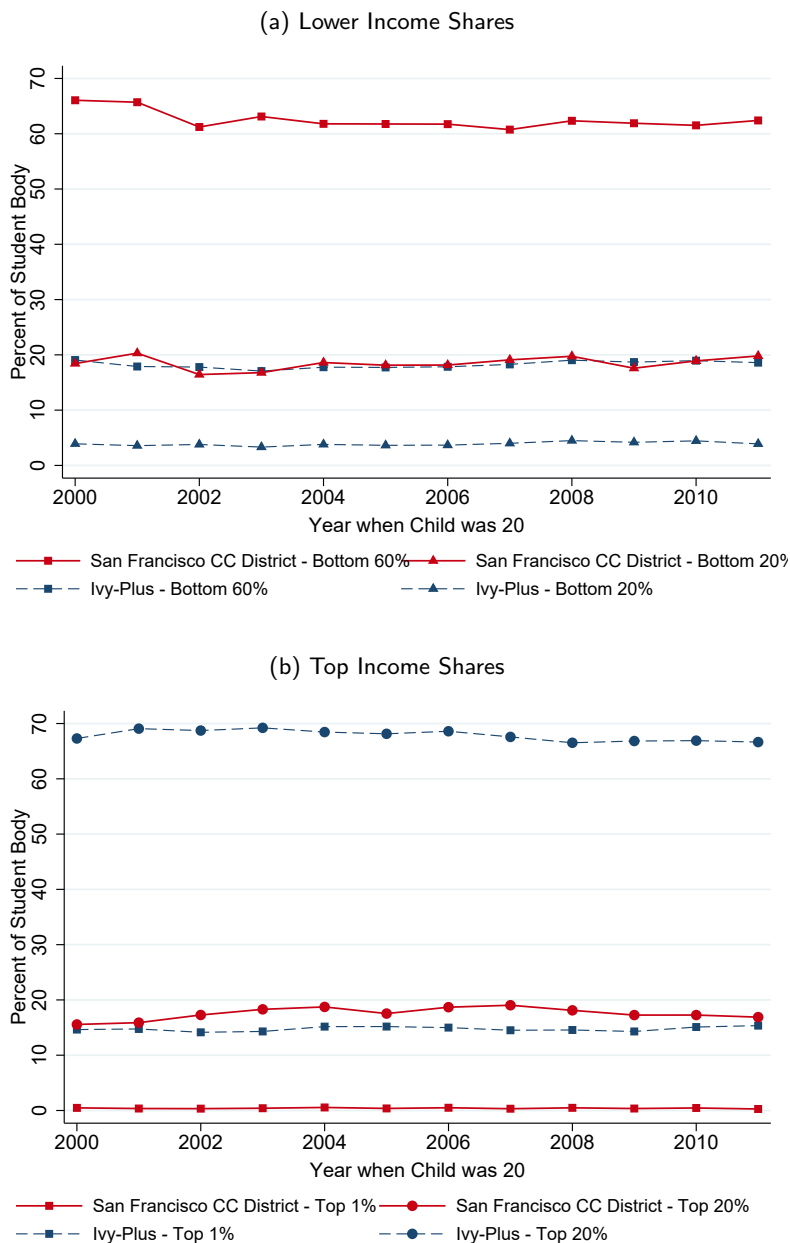 (a) Lower Income Shares
Percent of Student Body
70
60
50
40
30
20
10
0
2000 2002 2004 2006 2008 2010
Year when Child was 20
San Francisco CC District - Bottom 60% San Francisco CC District - Bottom 20%
Ivy-Plus - Bottom 60% Ivy-Plus - Bottom 20%
(b) Top Income Shares
Percent of Student Body
70
60
50
40
30
20
10
0
2000 2002 2004 2006 2008 2010
Year when Child was 20
San Francisco CC District - Top 1% San Francisco CC District - Top 20%
Ivy-Plus - Top 1% Ivy-Plus - Top 20%